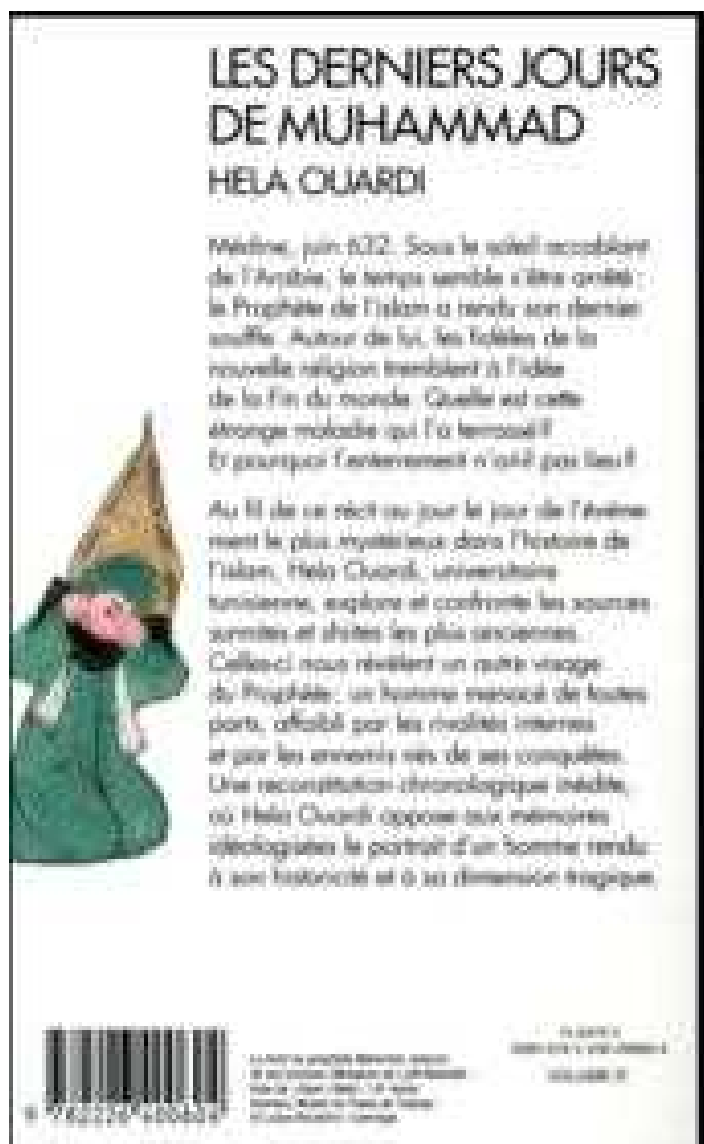 LES DERNIERS JOURS
DE MUHAMMAD
HELA OUARDI
Médine, juin 632. Sous le soleil accablant
de l'Arabie, le temps semble s'être arrêté :
le Prophète de l'islam a rendu son dernier
souffle. Autour de lui, les fidèles de la
nouvelle religion tremblent à l'idée
de la Fin du monde. Quelle est cette
étrange maladie qui l'a terrassé ?
Et pourquoi l'enterrement n'a-t-il pas lieu ?
Au fil de ce récit au jour le jour de l'événe-
ment le plus mystérieux dans l'histoire de
l'islam, Hela Ouardi, universitaire
tunisienne, explore et confronte les sources
sunnites et shiites les plus anciennes.
Celles-ci nous révèlent un autre visage
du Prophète : un homme menacé de toutes
parts, affaibli par les rivalités internes
et par les ennemis nés de ses conquêtes.
Une reconstitution chronologique inédite,
où Hela Ouardi oppose aux mémoires
idéologisées le portrait d'un homme rendu
à son historicité et à sa dimension tragique.